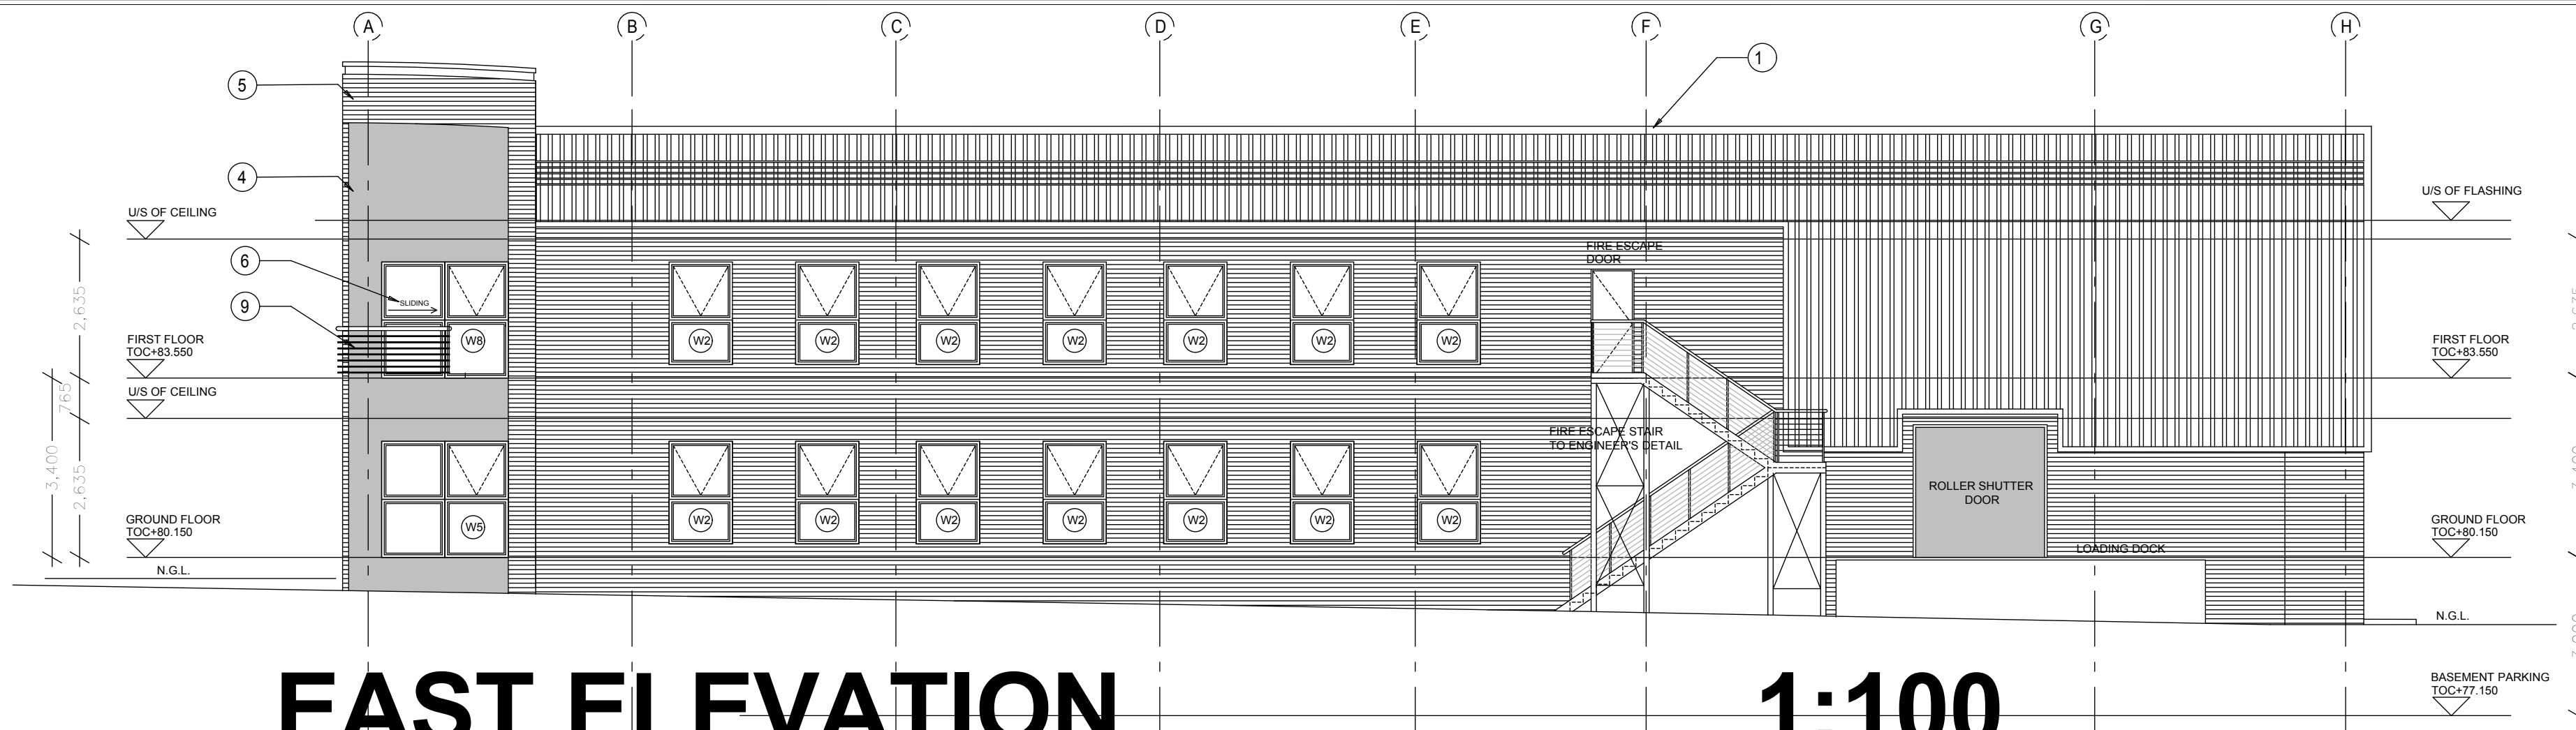 A
B
C
D
E
F
G
H
1
5
4
U/S OF CEILING
U/S OF FLASHING
6
FIRE ESCAPE
DOOR
SLIDING
9
2,635
FIRST FLOOR
TOC+83.550
W8
W2
W2
W2
W2
W2
W2
W2
FIRST FLOOR
TOC+83.550
765
U/S OF CEILING
FIRE ESCAPE STAIR
TO ENGINEER'S DETAIL
3,400
2,635
ROLLER SHUTTER
DOOR
GROUND FLOOR
TOC+80.150
W5
W2
W2
W2
W2
W2
W2
W2
GROUND FLOOR
TOC+80.150
LOADING DOCK
N.G.L.
N.G.L.
EAST ELEVATION
1:100
BASEMENT PARKING
TOC+77.150